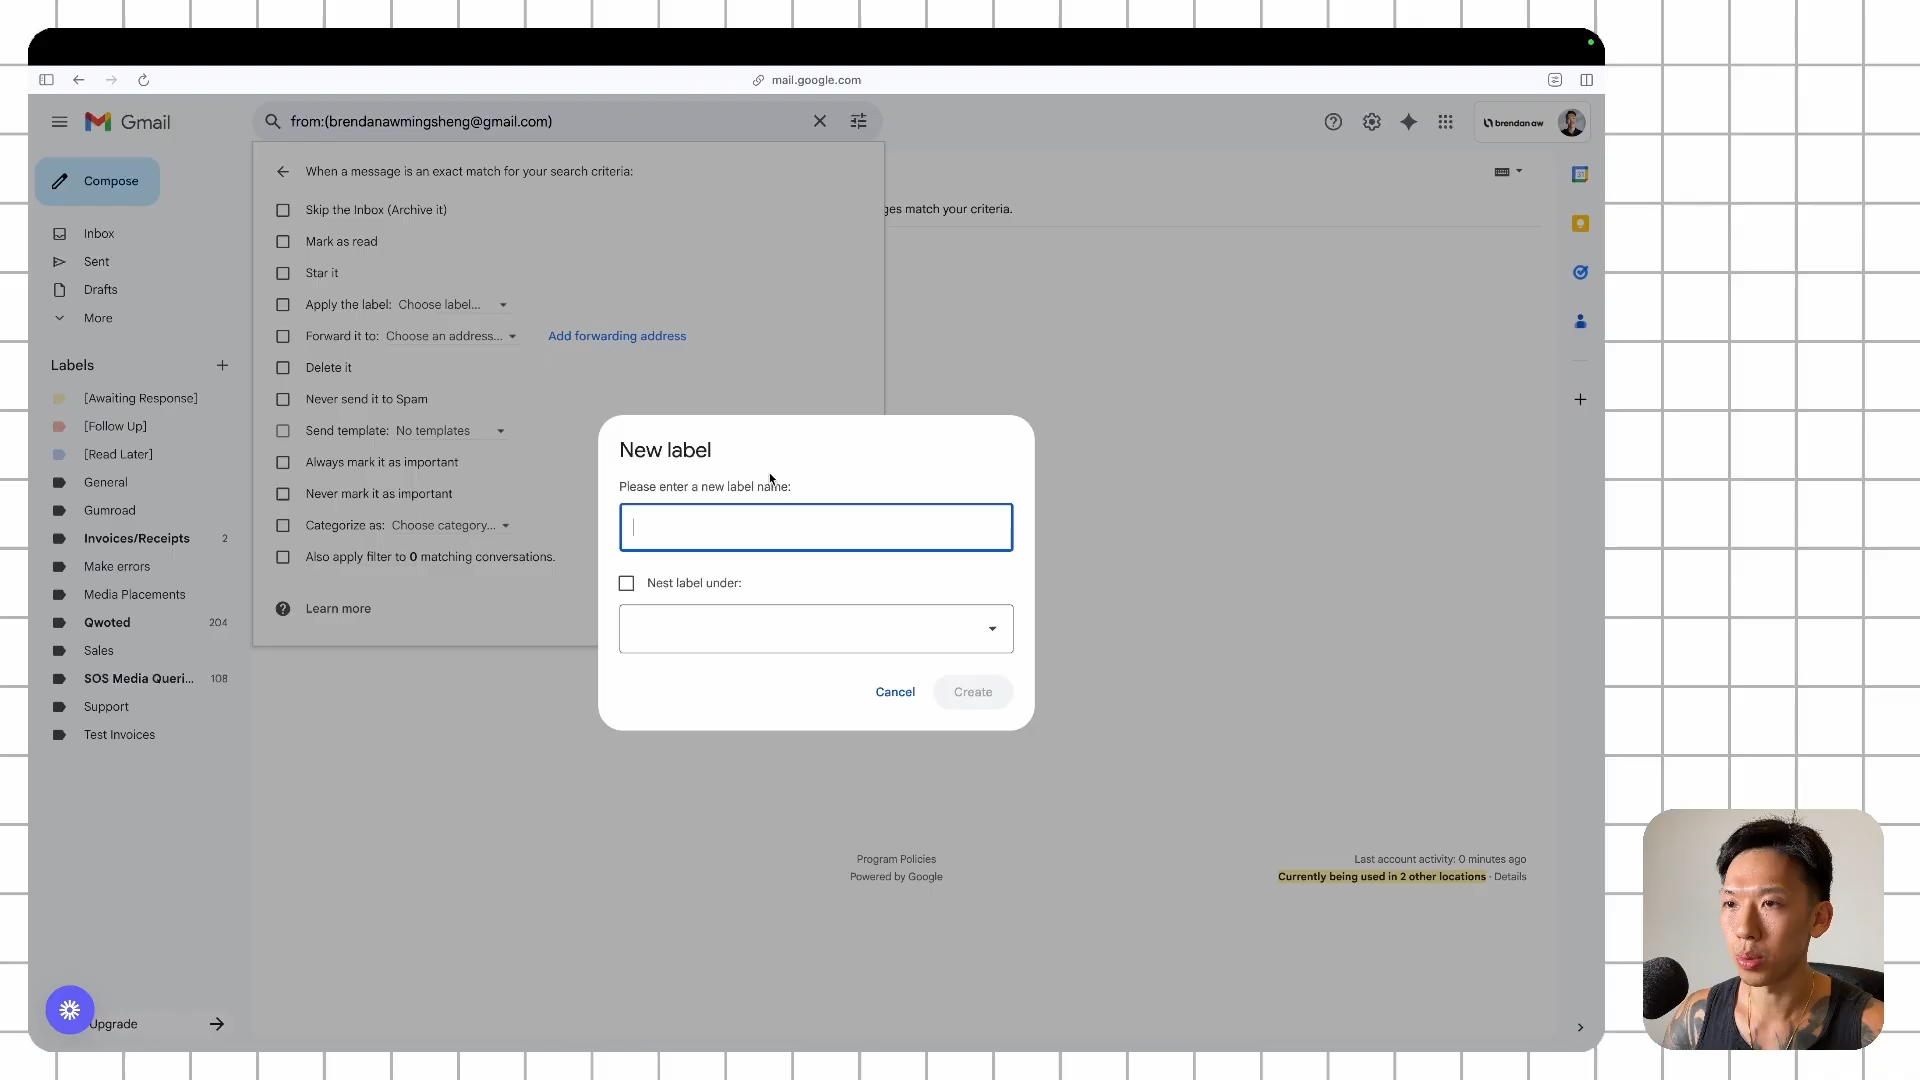 mail.google.com
Gmail
from:(brendanawmingsheng@gmail.com)
brendan aw
Compose
When a message is an exact match for your search criteria:
Skip the Inbox (Archive it)
ges match your criteria.
Inbox
Mark as read
Sent
Star it
Drafts
Apply the label: Choose label...
More
Forward it to: Choose an address...
Add forwarding address
Labels
Delete it
[Awaiting Response]
Never send it to Spam
[Follow Up]
Send template: No templates
[Read Later]
Always mark it as important
General
Never mark it as important
Gumroad
Categorize as: Choose category...
Invoices/Receipts 2
Also apply filter to 0 matching conversations.
Make errors
Media Placements
Learn more
Qwoted 204
Sales
SOS Media Queri... 108
Support
Test Invoices
New label
Please enter a new label name:
Nest label under:
Cancel
Create
Program Policies
Powered by Google
Last account activity: 0 minutes ago
Currently being used in 2 other locations · Details
Upgrade
31